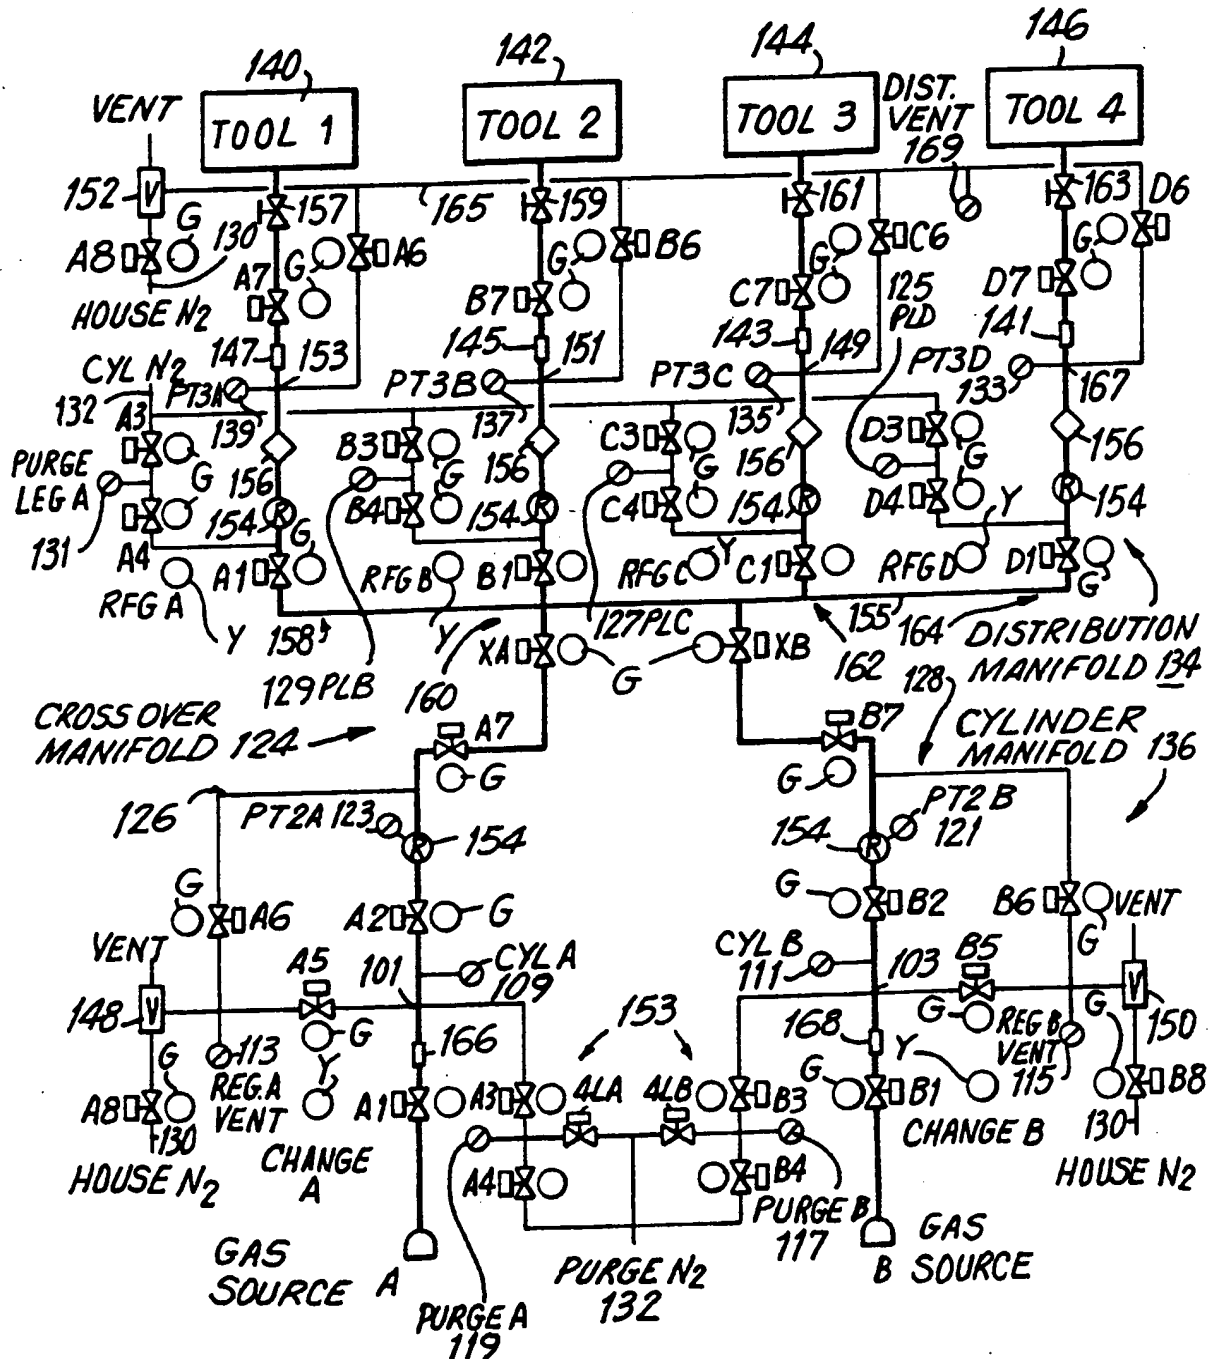 140
142
144
146
VENT
TOOL 1
TOOL 2
TOOL 3
DIST.
VENT
169
TOOL 4
152
V
G
157
165
159
161
163
D6
A8
130
G
A6
G
B6
G
C6
G
A7
HOUSE N2
B7
C7
125
PLD
D7
147
153
145
151
143
149
141
CYL N2
132
PT3A
PT3B
PT3C
PT3D
133
167
A3
139
B3
137
C3
135
D3
PURGE
LEG A
G
156
G
156
G
156
G
156
131
A4
154
R
G
B4
154
R
C4
154
R
D4
Y
R
154
RFG A
A1
RFG B
B1
RFG C
Y
C1
RFG D
D1
G
Y
158
Y
127 PLC
155
164
DISTRIBUTION
MANIFOLD 134
129 PLB
160
XA
G
XB
162
128
CROSS OVER
MANIFOLD 124
A7
G
B7
G
CYLINDER
MANIFOLD 136
126
PT2A 123
R
154
154
R
PT2 B
121
G
A6
A2
G
G
B2
B6
G
VENT
VENT
A5
101
CYL A
109
CYL B
111
103
B5
148
V
G
113
REG. A
VENT
G
Y
166
153
168
Y
G
REG B
VENT
115
G
V
150
A8
G
130
HOUSE N2
CHANGE
A
A1
A3
4LA
4LB
B3
G
B1
CHANGE B
130
B8
HOUSE N2
A4
B4
GAS
SOURCE A
PURGE A
119
PURGE N2
132
PURGE B
117
B
GAS
SOURCE